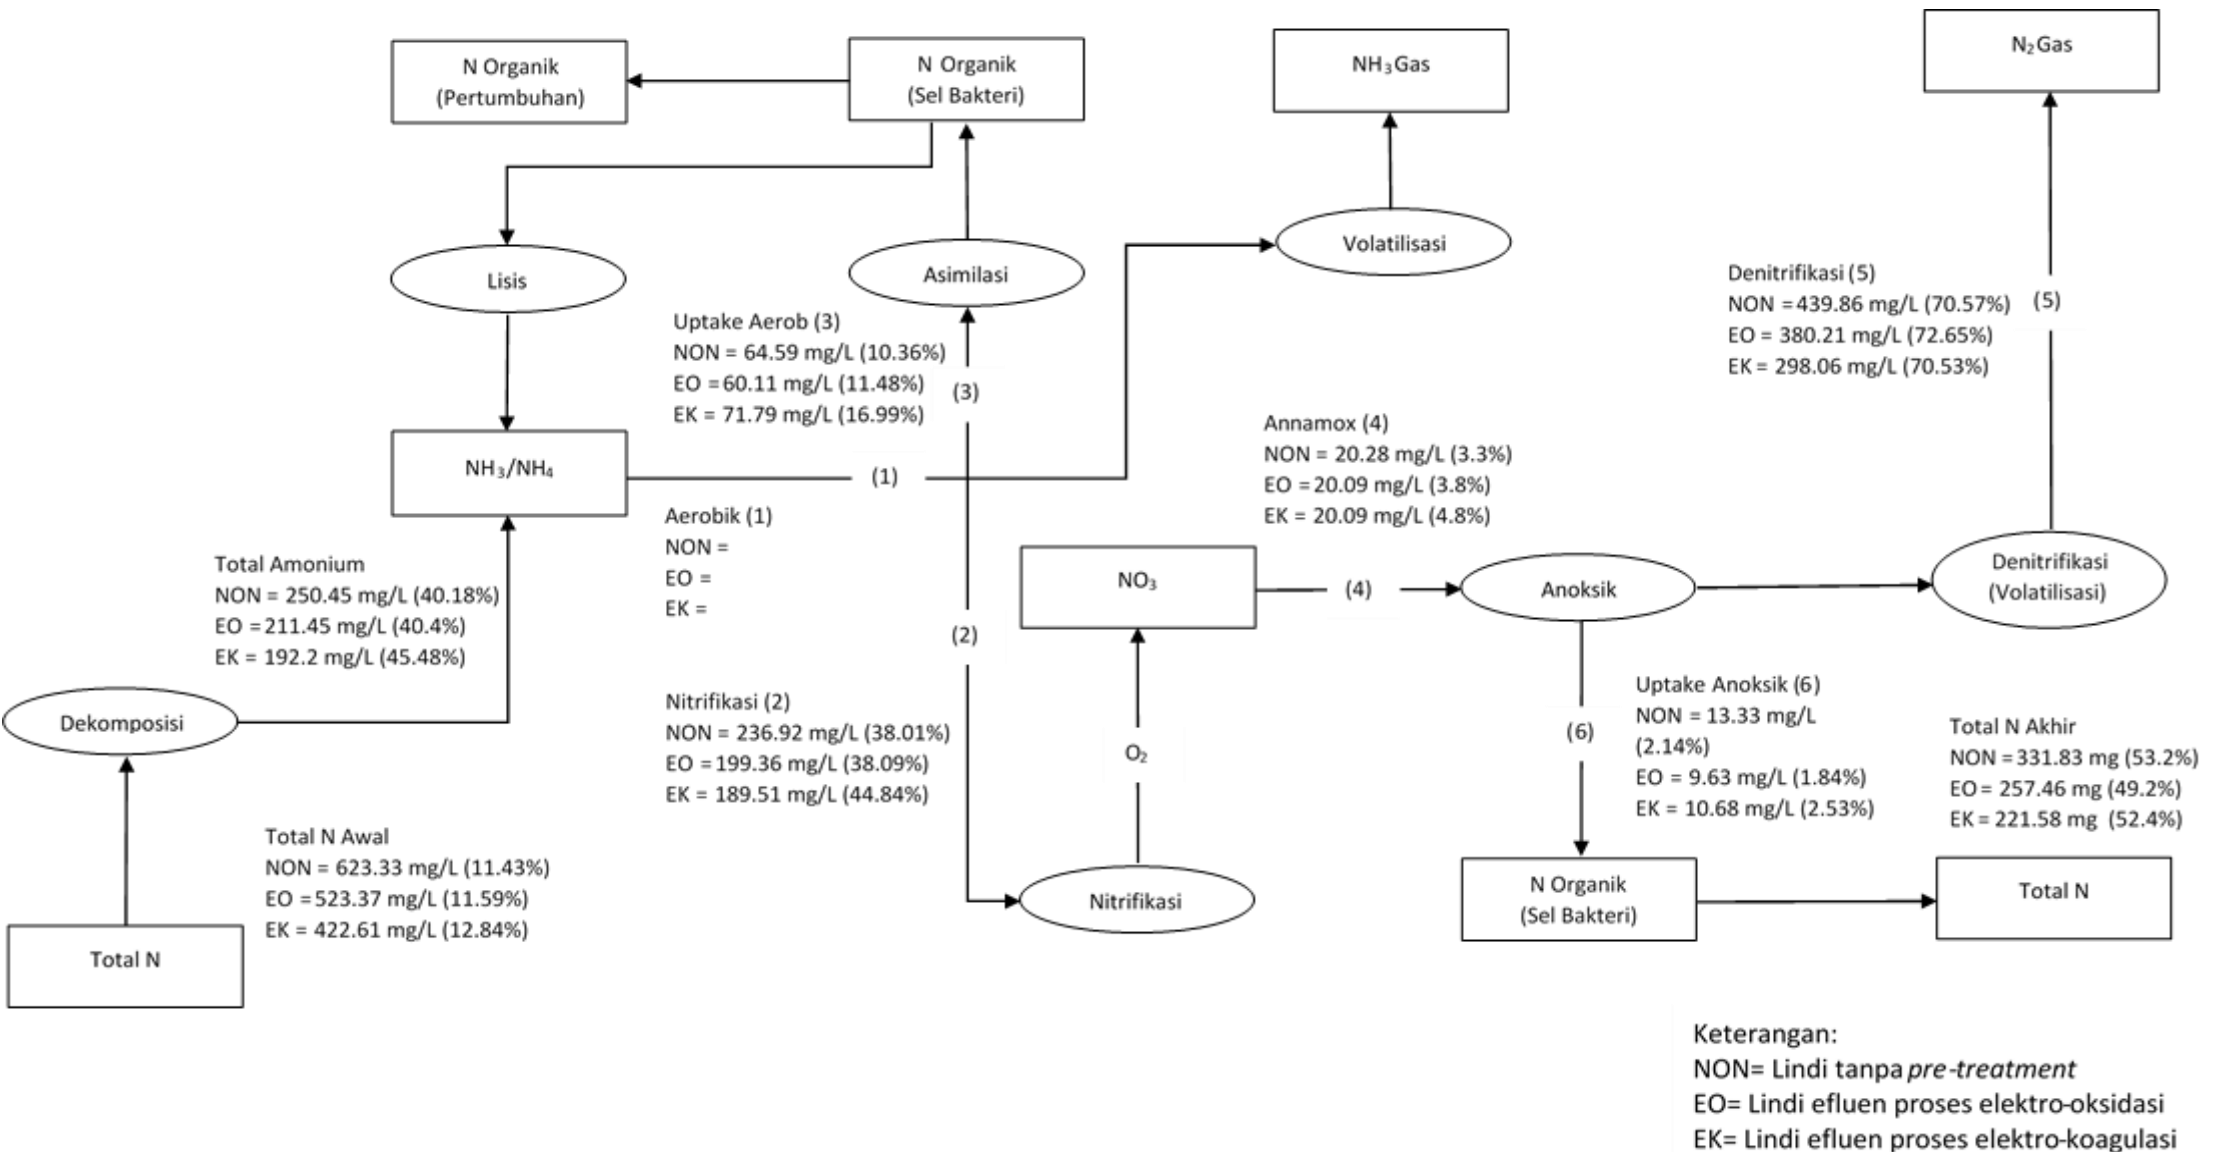 N Organik
(Pertumbuhan)
N Organik
(Sel Bakteri)
NH₃ Gas
N₂ Gas
Lisis
Asimilasi
Volatilisasi
Denitrifikasi (5)
NON = 439.86 mg/L (70.57%)
EO = 380.21 mg/L (72.65%)
EK = 298.06 mg/L (70.53%)
(5)
Uptake Aerob (3)
NON = 64.59 mg/L (10.36%)
EO = 60.11 mg/L (11.48%)
EK = 71.79 mg/L (16.99%)
(3)
NH₃/NH₄
(1)
Aerobik (1)
NON =
EO =
EK =
Annamox (4)
NON = 20.28 mg/L (3.3%)
EO = 20.09 mg/L (3.8%)
EK = 20.09 mg/L (4.8%)
NO₃
(4)
Anoksik
Denitrifikasi
(Volatilisasi)
Total Amonium
NON = 250.45 mg/L (40.18%)
EO = 211.45 mg/L (40.4%)
EK = 192.2 mg/L (45.48%)
(2)
Dekomposisi
Nitrifikasi (2)
NON = 236.92 mg/L (38.01%)
EO = 199.36 mg/L (38.09%)
EK = 189.51 mg/L (44.84%)
O₂
(6)
Uptake Anoksik (6)
NON = 13.33 mg/L
(2.14%)
EO = 9.63 mg/L (1.84%)
EK = 10.68 mg/L (2.53%)
Total N Akhir
NON = 331.83 mg (53.2%)
EO = 257.46 mg (49.2%)
EK = 221.58 mg (52.4%)
Total N Awal
NON = 623.33 mg/L (11.43%)
EO = 523.37 mg/L (11.59%)
EK = 422.61 mg/L (12.84%)
Total N
Nitrifikasi
N Organik
(Sel Bakteri)
Total N
Keterangan:
NON= Lindi tanpa pre-treatment
EO= Lindi efluen proses elektro-oksidasi
EK= Lindi efluen proses elektro-koagulasi